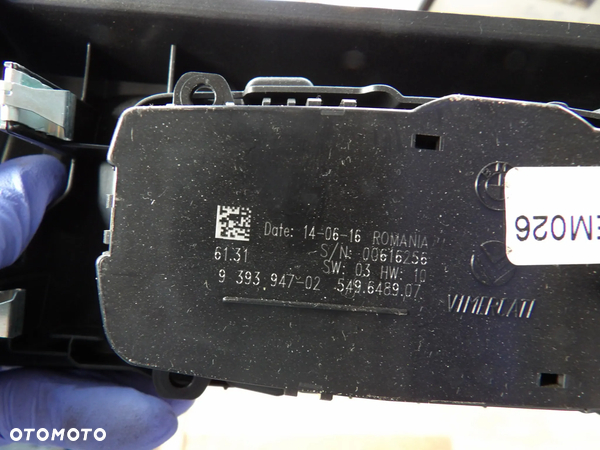 Date: 14-06-16 ROMANIA
S/N: 00616256
61.31
SW: 03 HW: 10
9 393 947-02 549.6489.07
VIMERCATI
EM026
OTOMOTO